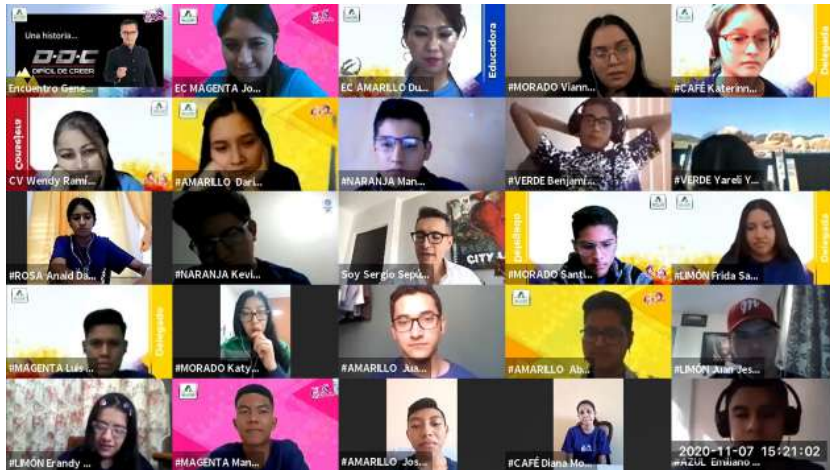 Una historia...
D·D·C
DIFÍCIL DE CREER
Encuentro Gene...
EC MAGENTA Jo...
EC AMARILLO Du...
Educadora
#MORADO Viann...
#CAFÉ Katerinn...
Delegada
Consejera
CV Wendy Ramí...
#AMARILLO Dari...
#NARANJA Man...
#VERDE Benjami...
#VERDE Yareli Y...
#ROSA Anaid Da...
#NARANJA Kevi...
Soy Sergio Sepú...
CITY
Delegado
#MORADO Santi...
#LIMÓN Frida Sa...
Delegada
#MAGENTA Luis ...
Delegado
#MORADO Katy...
#AMARILLO Jua...
#AMARILLO Ab...
#LIMÓN Juan Jes...
#LIMÓN Erandy ...
#MAGENTA Man...
#AMARILLO Jos...
#CAFÉ Diana Mo...
#AZUL Emiliano ...
2020-11-07 15:21:02